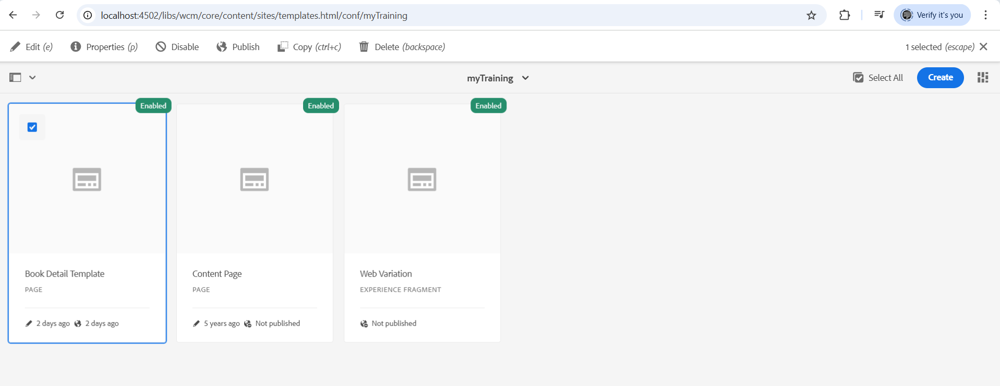 localhost:4502/libs/wcm/core/content/sites/templates.html/conf/myTraining
Verify it's you
Edit (e) Properties (p) Disable Publish Copy (ctrl+c) Delete (backspace) 1 selected (escape)
myTraining
Select All
Create
Enabled
Enabled
Enabled
Book Detail Template
PAGE
2 days ago 2 days ago
Content Page
PAGE
5 years ago Not published
Web Variation
EXPERIENCE FRAGMENT
Not published